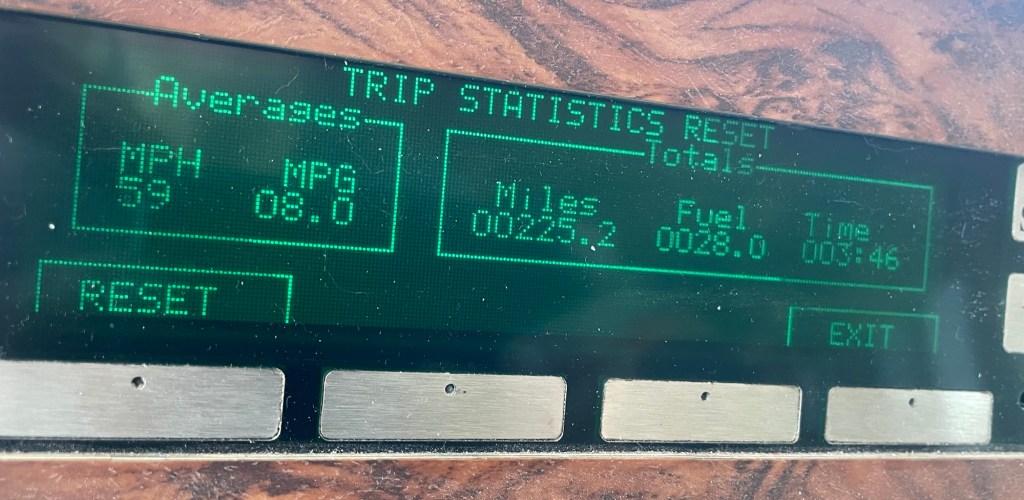 TRIP STATISTICS RESET
Averages
MPH MPG
59 08.0
Totals
Miles Fuel Time
00225.2 0028.0 003:46
RESET
EXIT